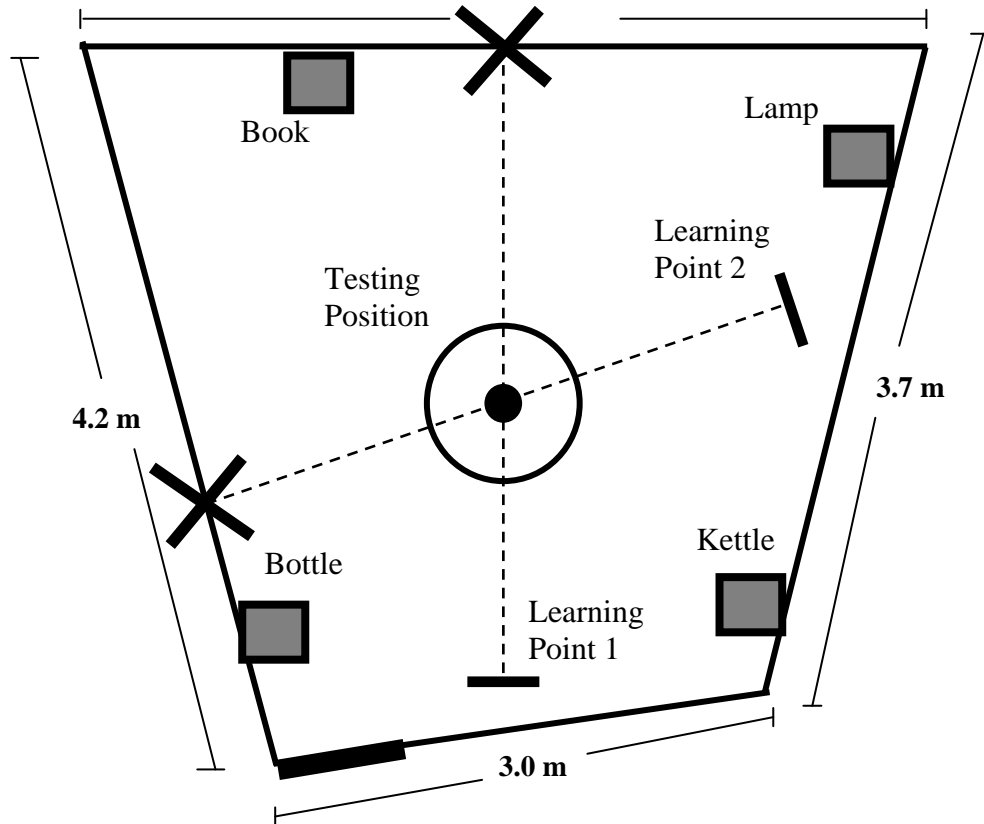 Book
Lamp
Learning
Point 2
Testing
Position
4.2 m
3.7 m
Bottle
Kettle
Learning
Point 1
3.0 m